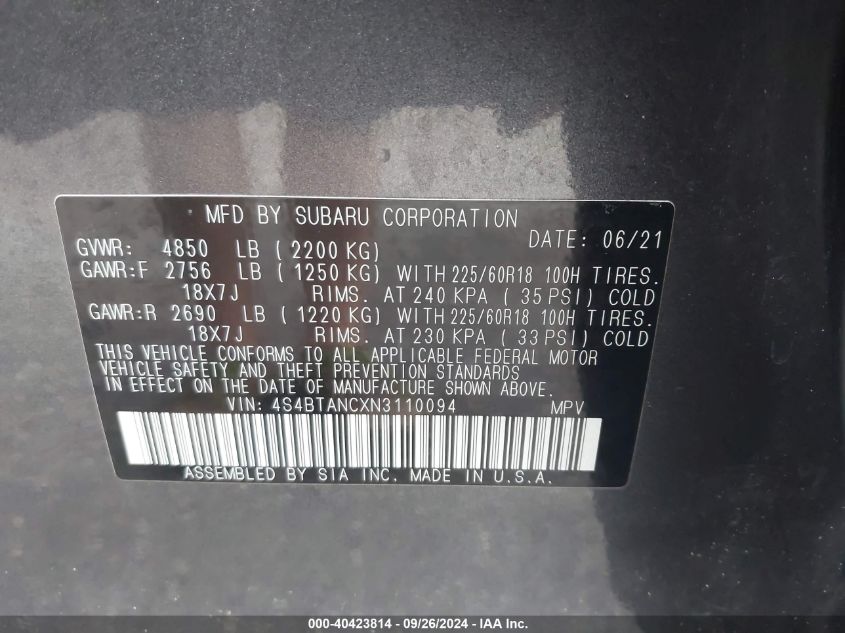 MFD BY SUBARU CORPORATION
DATE: 06/21
GVWR: 4850 LB (2200 KG)
GAWR:F 2756 LB (1250 KG) WITH 225/60R18 100H TIRES.
18X7J RIMS. AT 240 KPA (35 PSI) COLD
GAWR:R 2690 LB (1220 KG) WITH 225/60R18 100H TIRES.
18X7J RIMS. AT 230 KPA (33 PSI) COLD
THIS VEHICLE CONFORMS TO ALL APPLICABLE FEDERAL MOTOR
VEHICLE SAFETY AND THEFT PREVENTION STANDARDS
IN EFFECT ON THE DATE OF MANUFACTURE SHOWN ABOVE.
VIN: 4S4BTANCXN3110094 MPV
ASSEMBLED BY SIA INC. MADE IN U.S.A.
000-40423814 - 09/26/2024 - IAA Inc.